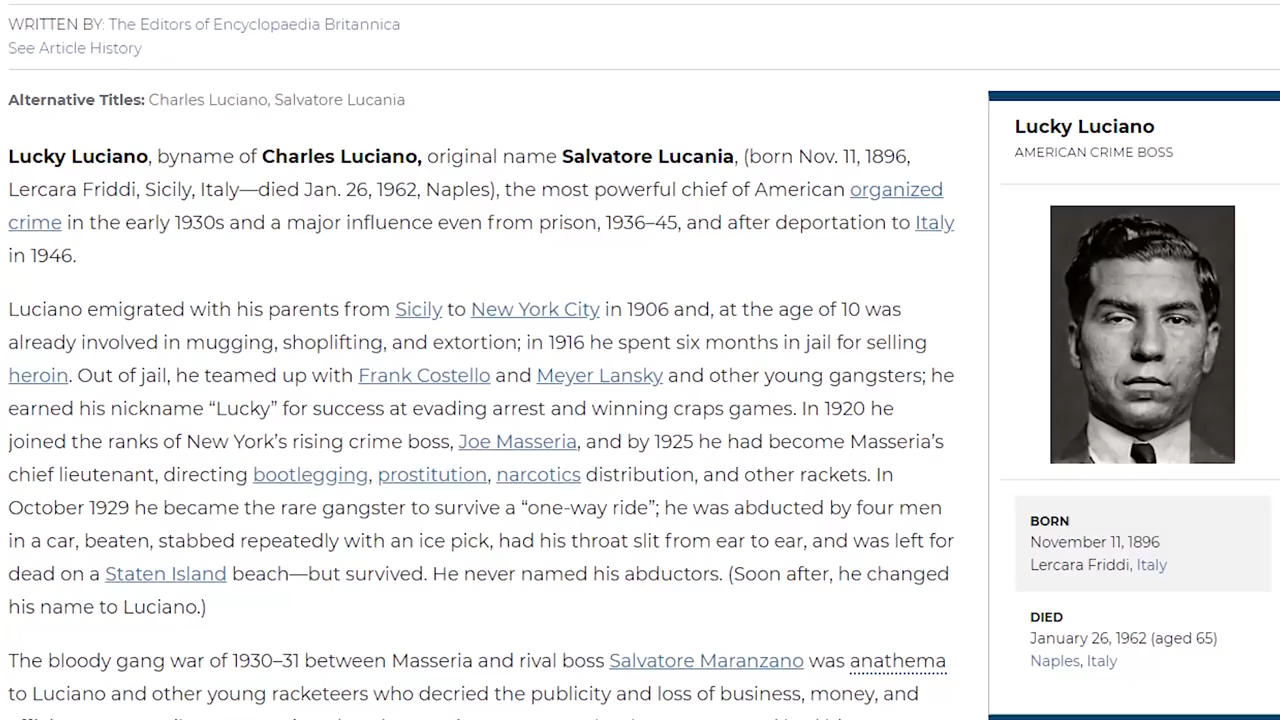 WRITTEN BY: The Editors of Encyclopaedia Britannica
See Article History
Alternative Titles: Charles Luciano, Salvatore Lucania
Lucky Luciano, byname of Charles Luciano, original name Salvatore Lucania, (born Nov. 11, 1896,
Lercara Friddi, Sicily, Italy—died Jan. 26, 1962, Naples), the most powerful chief of American organized
crime in the early 1930s and a major influence even from prison, 1936–45, and after deportation to Italy
in 1946.
Luciano emigrated with his parents from Sicily to New York City in 1906 and, at the age of 10 was
already involved in mugging, shoplifting, and extortion; in 1916 he spent six months in jail for selling
heroin. Out of jail, he teamed up with Frank Costello and Meyer Lansky and other young gangsters; he
earned his nickname “Lucky” for success at evading arrest and winning craps games. In 1920 he
joined the ranks of New York’s rising crime boss, Joe Masseria, and by 1925 he had become Masseria’s
chief lieutenant, directing bootlegging, prostitution, narcotics distribution, and other rackets. In
October 1929 he became the rare gangster to survive a “one-way ride”; he was abducted by four men
in a car, beaten, stabbed repeatedly with an ice pick, had his throat slit from ear to ear, and was left for
dead on a Staten Island beach—but survived. He never named his abductors. (Soon after, he changed
his name to Luciano.)
The bloody gang war of 1930–31 between Masseria and rival boss Salvatore Maranzano was anathema
to Luciano and other young racketeers who decried the publicity and loss of business, money, and
Lucky Luciano
AMERICAN CRIME BOSS
BORN
November 11, 1896
Lercara Friddi, Italy
DIED
January 26, 1962 (aged 65)
Naples, Italy